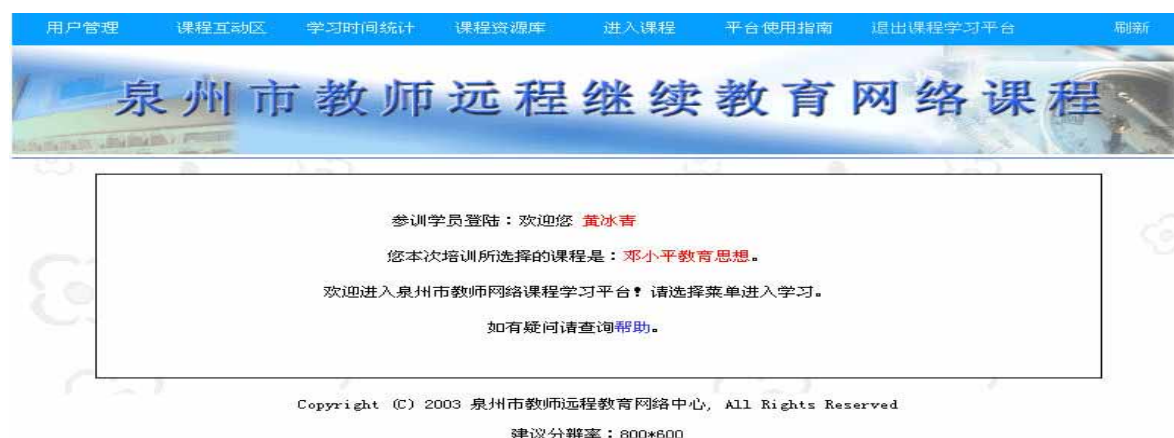 用户管理 课程互动区 学习时间统计 课程资源库 进入课程 平台使用指南 退出课程学习平台 刷新
泉州市教师远程继续教育网络课程
参训学员登陆：欢迎您 黄冰青
您本次培训所选择的课程是：邓小平教育思想。
欢迎进入泉州市教师网络课程学习平台！请选择菜单进入学习。
如有疑问请查询帮助。
Copyright (C) 2003 泉州市教师远程教育网络中心, All Rights Reserved
建议分辨率：800*600